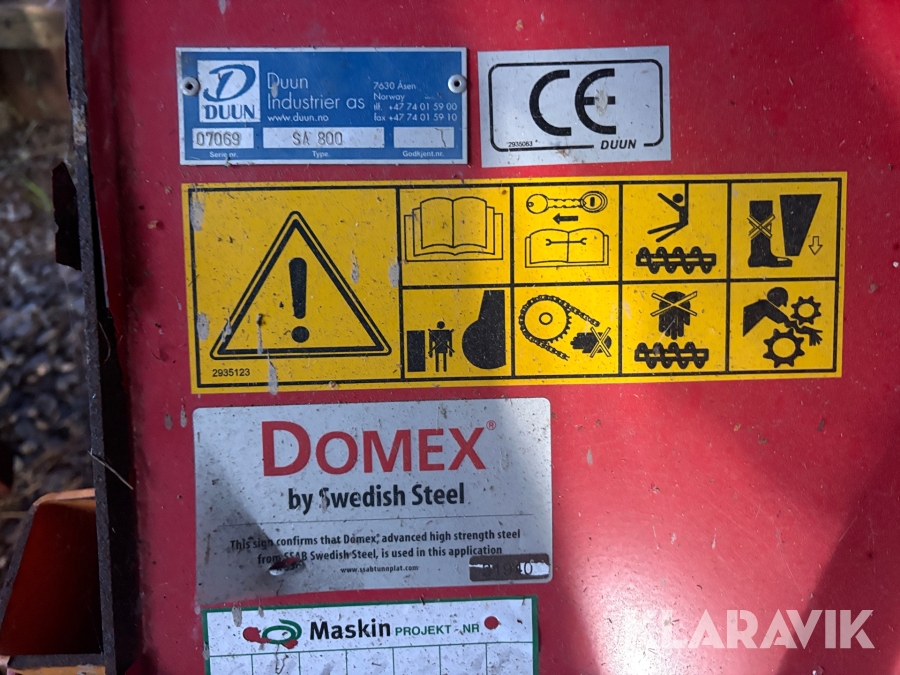 DUUN
Duun
Industrier as
www.duun.no
7630 Åsen
Norway
tlf. +47 74 01 59 00
fax +47 74 01 59 10
07069
SA 800
Serie nr.
Type.
Godkjent.nr.
CE
2935063
DUUN
2935123
DOMEX®
by Swedish Steel
This sign confirms that Domex, advanced high strength steel
from SSAB Swedish Steel, is used in this application
www.ssabtunnplat.com
Maskin PROJEKT - NR
KLARAVIK